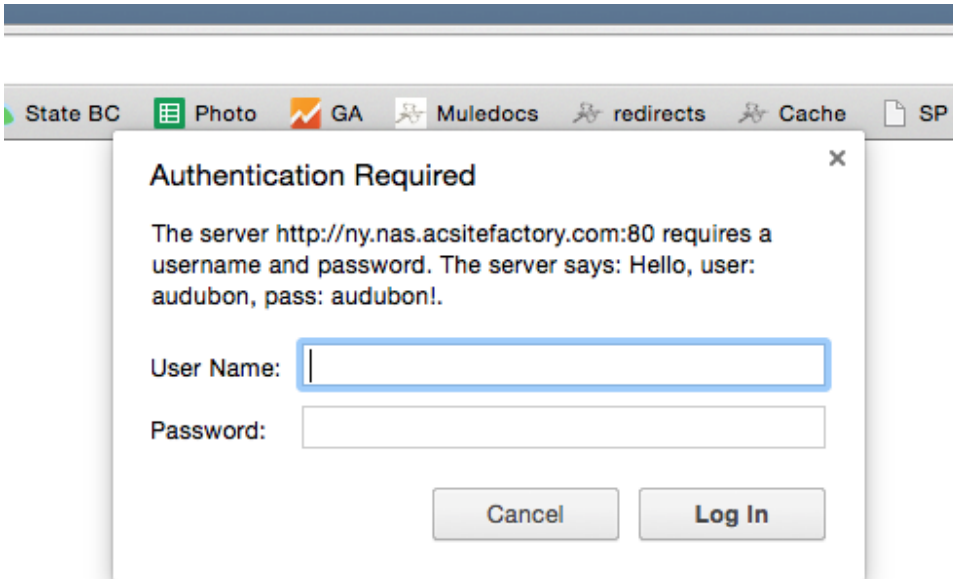 State BC Photo GA Muledocs redirects Cache SP
Authentication Required
The server http://ny.nas.acsitefactory.com:80 requires a
username and password. The server says: Hello, user:
audubon, pass: audubon!.
User Name:
Password:
Cancel Log In